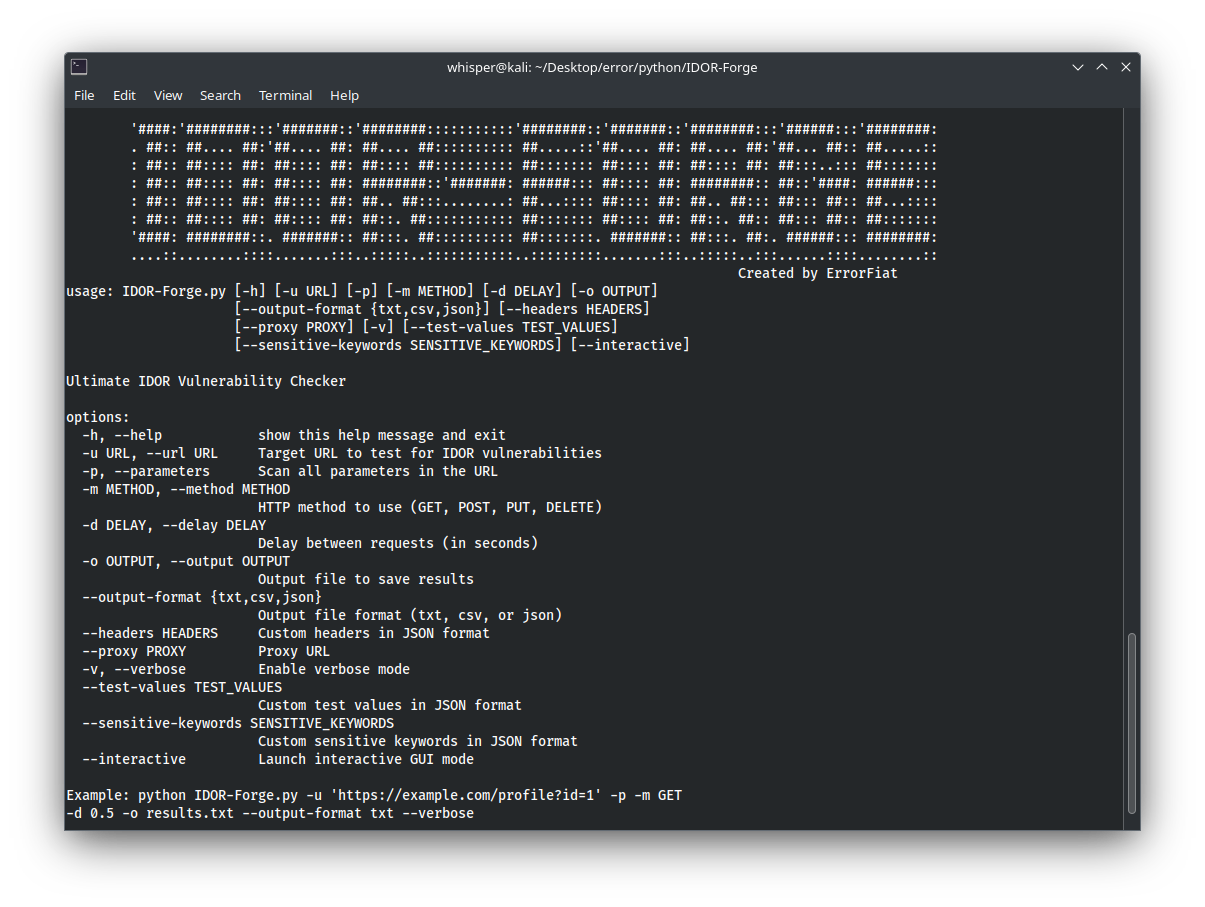 whisper@kali: ~/Desktop/error/python/IDOR-Forge
File Edit View Search Terminal Help
'####:'########:::'#######::'########:::::::::::'########::'#######::'########:::'######:::'########:
. ##:: ##.... ##:'##.... ##: ##.... ##:::::::::: ##.....::'##.... ##: ##.... ##:'##... ##:: ##.....::
: ##:: ##:::: ##: ##:::: ##: ##:::: ##:::::::::: ##::::::: ##:::: ##: ##:::: ##: ##:::..::: ##:::::::
: ##:: ##:::: ##: ##:::: ##: ########::'#######: ######::: ##:::: ##: ########:: ##::'####: ######:::
: ##:: ##:::: ##: ##:::: ##: ##.. ##:::........: ##...:::: ##:::: ##: ##.. ##::: ##::: ##:: ##...::::
: ##:: ##:::: ##: ##:::: ##: ##::. ##::::::::::: ##::::::: ##:::: ##: ##::. ##:: ##::: ##:: ##:::::::
'####: ########::. #######:: ##:::. ##:::::::::: ##:::::::. #######:: ##:::. ##:. ######::: ########:
....::........::::.......:::..:::::..:::::::::::..:::::::::.......:::..:::::..:::......::::........::
Created by ErrorFiat
usage: IDOR-Forge.py [-h] [-u URL] [-p] [-m METHOD] [-d DELAY] [-o OUTPUT]
[--output-format {txt,csv,json}] [--headers HEADERS]
[--proxy PROXY] [-v] [--test-values TEST_VALUES]
[--sensitive-keywords SENSITIVE_KEYWORDS] [--interactive]
Ultimate IDOR Vulnerability Checker
options:
-h, --help show this help message and exit
-u URL, --url URL Target URL to test for IDOR vulnerabilities
-p, --parameters Scan all parameters in the URL
-m METHOD, --method METHOD
HTTP method to use (GET, POST, PUT, DELETE)
-d DELAY, --delay DELAY
Delay between requests (in seconds)
-o OUTPUT, --output OUTPUT
Output file to save results
--output-format {txt,csv,json}
Output file format (txt, csv, or json)
--headers HEADERS Custom headers in JSON format
--proxy PROXY Proxy URL
-v, --verbose Enable verbose mode
--test-values TEST_VALUES
Custom test values in JSON format
--sensitive-keywords SENSITIVE_KEYWORDS
Custom sensitive keywords in JSON format
--interactive Launch interactive GUI mode
Example: python IDOR-Forge.py -u 'https://example.com/profile?id=1' -p -m GET
-d 0.5 -o results.txt --output-format txt --verbose